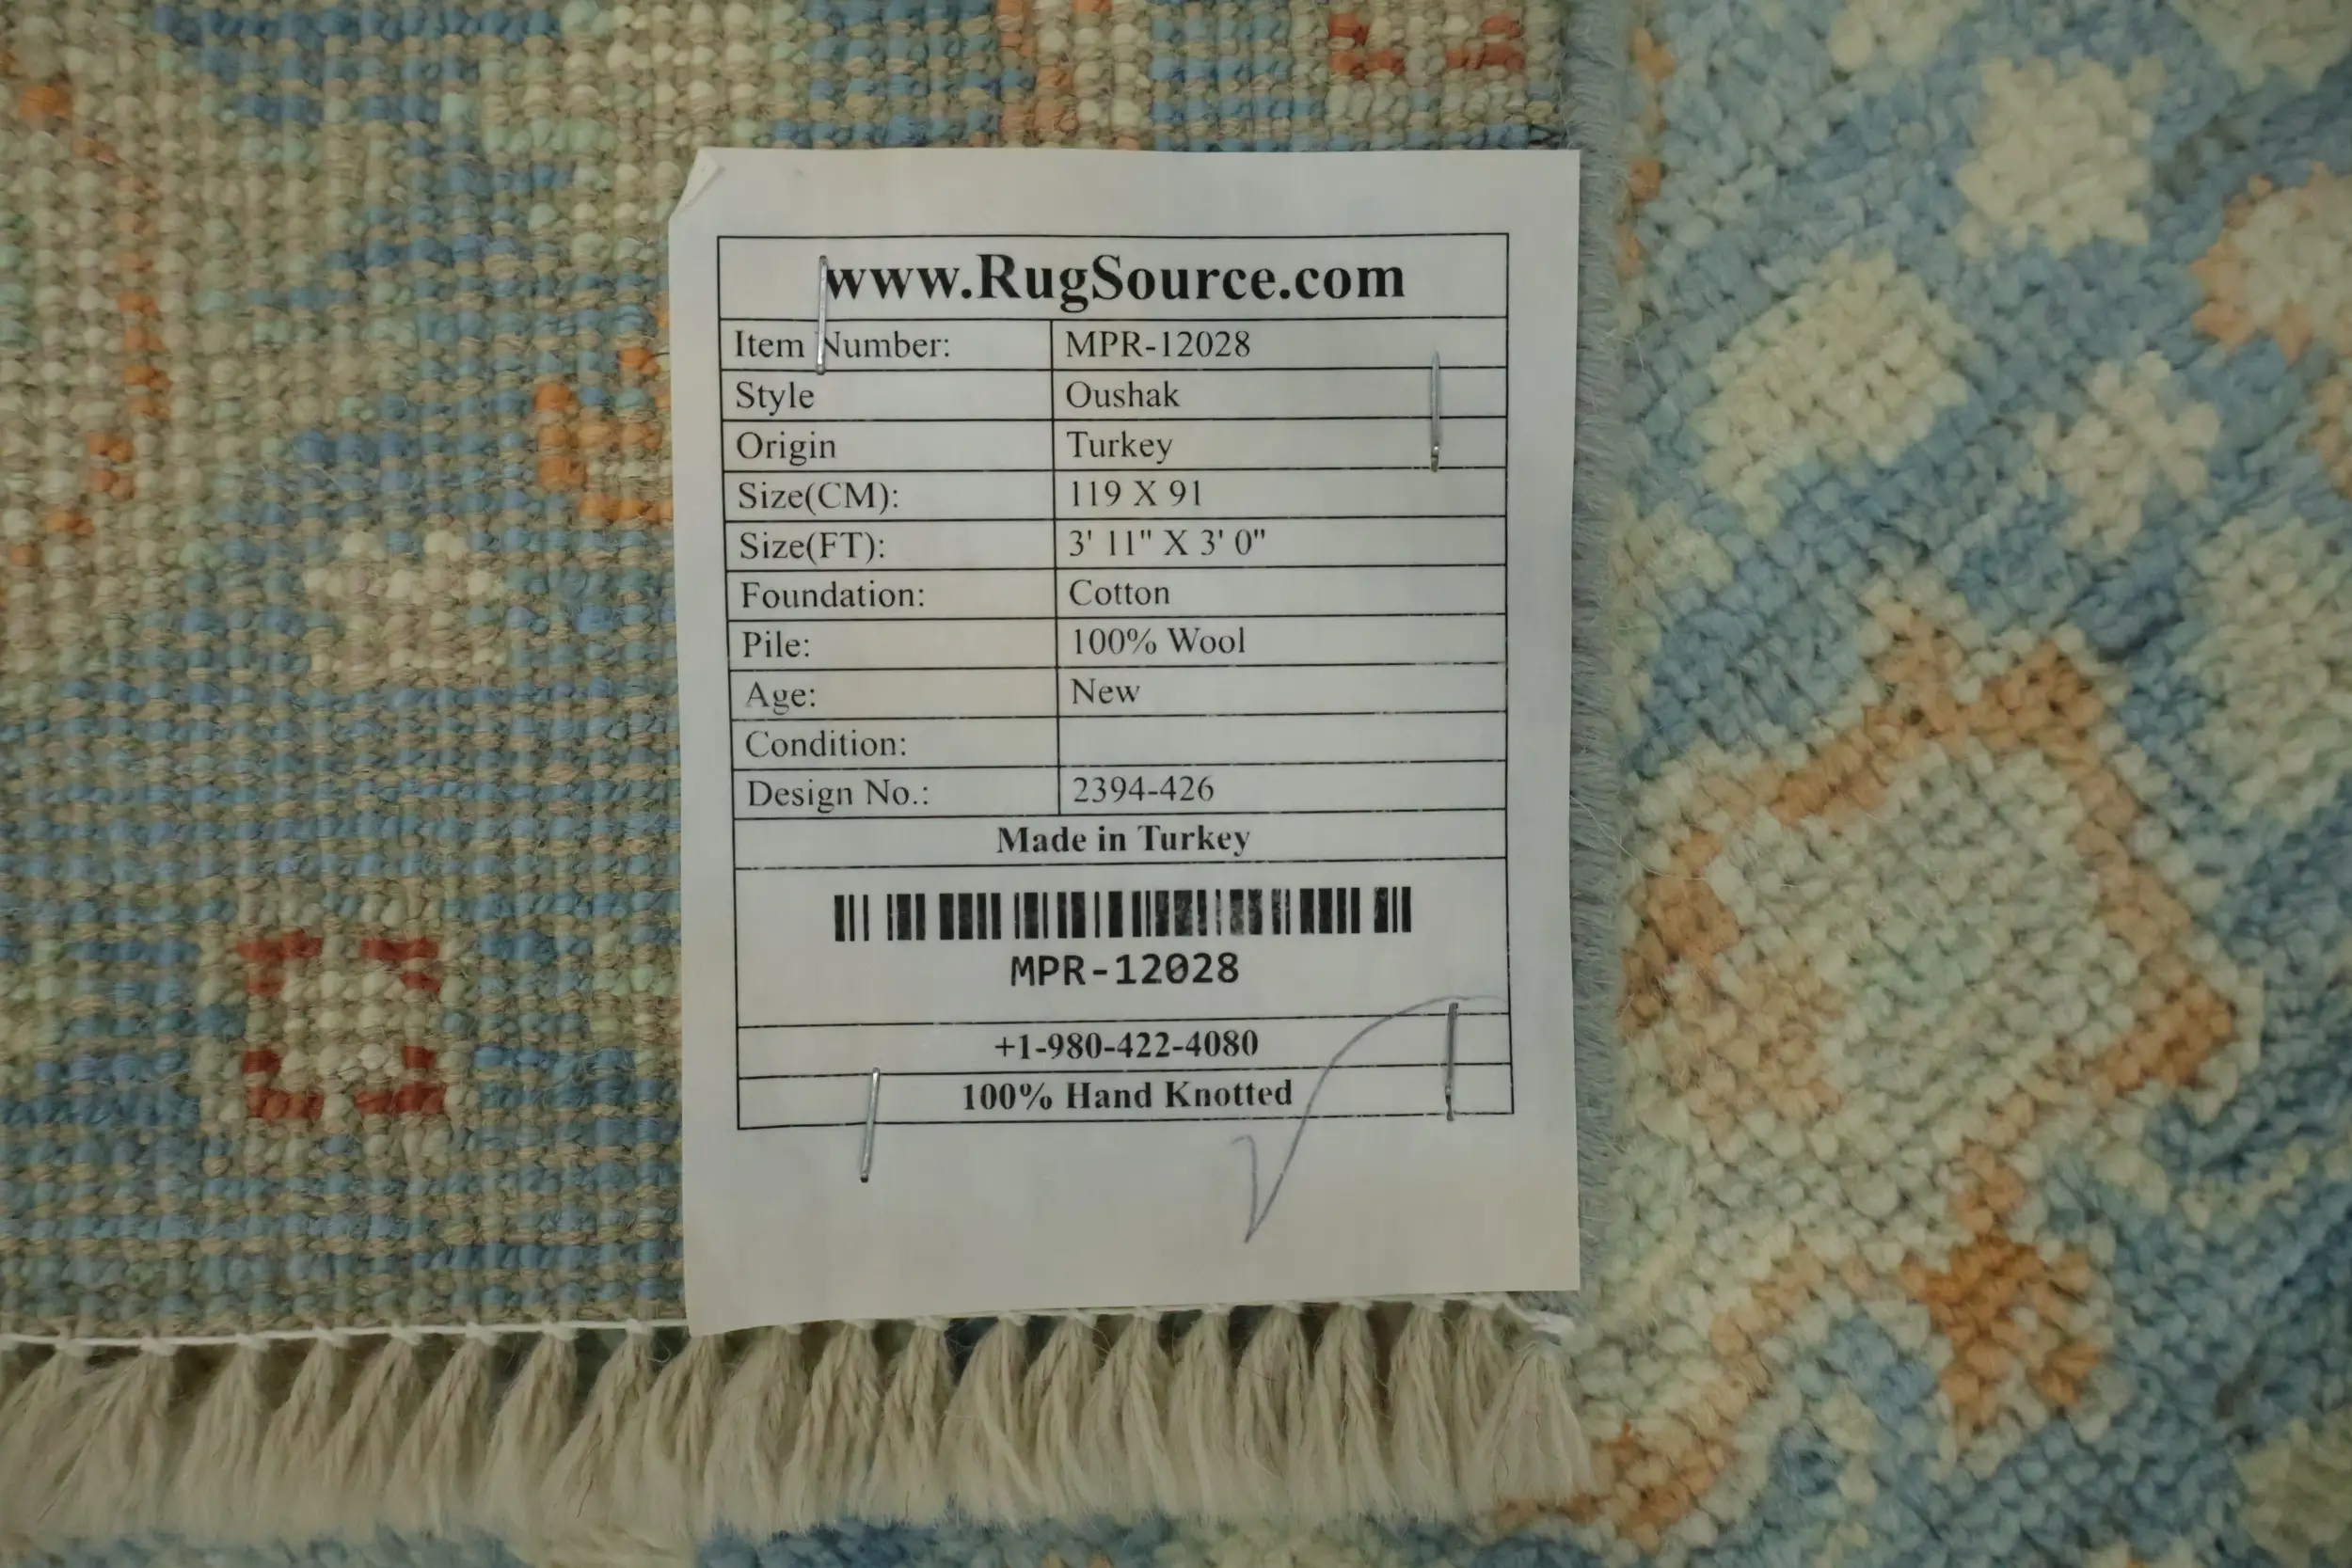 www.RugSource.com
Item Number: MPR-12028
Style Oushak
Origin Turkey
Size(CM): 119 X 91
Size(FT): 3' 11" X 3' 0"
Foundation: Cotton
Pile: 100% Wool
Age: New
Condition:
Design No.: 2394-426
Made in Turkey
MPR-12028
+1-980-422-4080
100% Hand Knotted